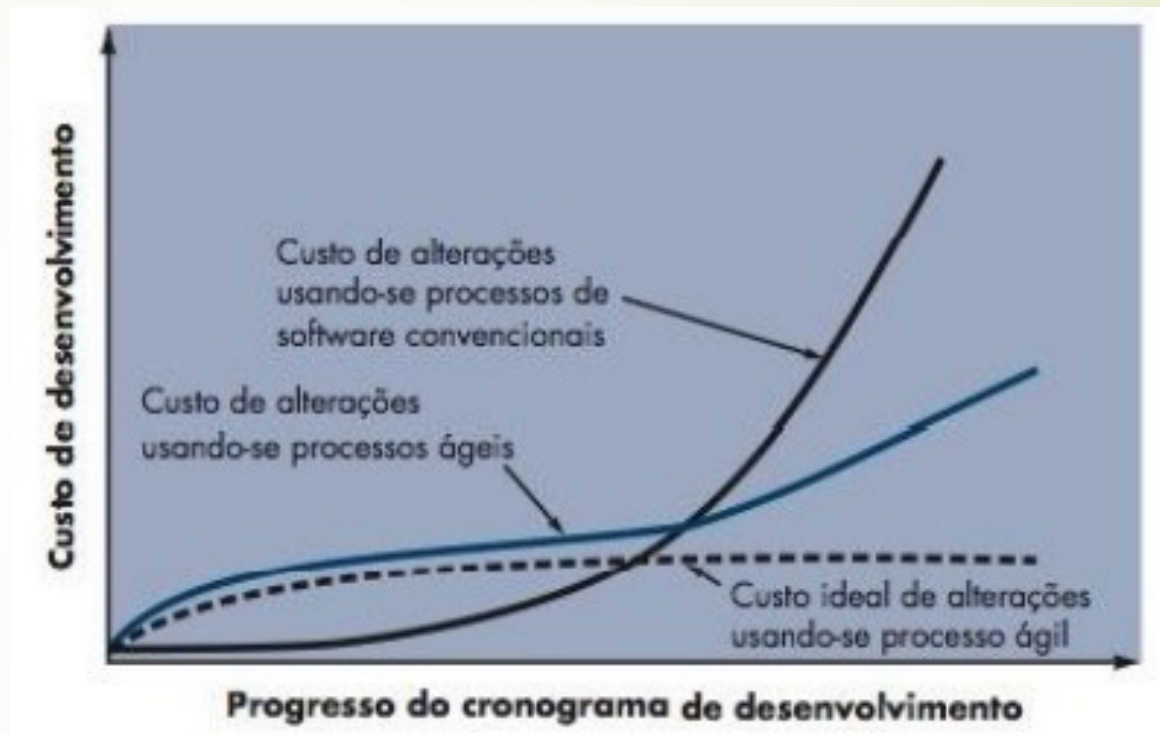 Custo de desenvolvimento
Custo de alterações
usando-se processos de
software convencionais
Custo de alterações
usando-se processos ágeis
Custo ideal de alterações
usando-se processo ágil
Progresso do cronograma de desenvolvimento